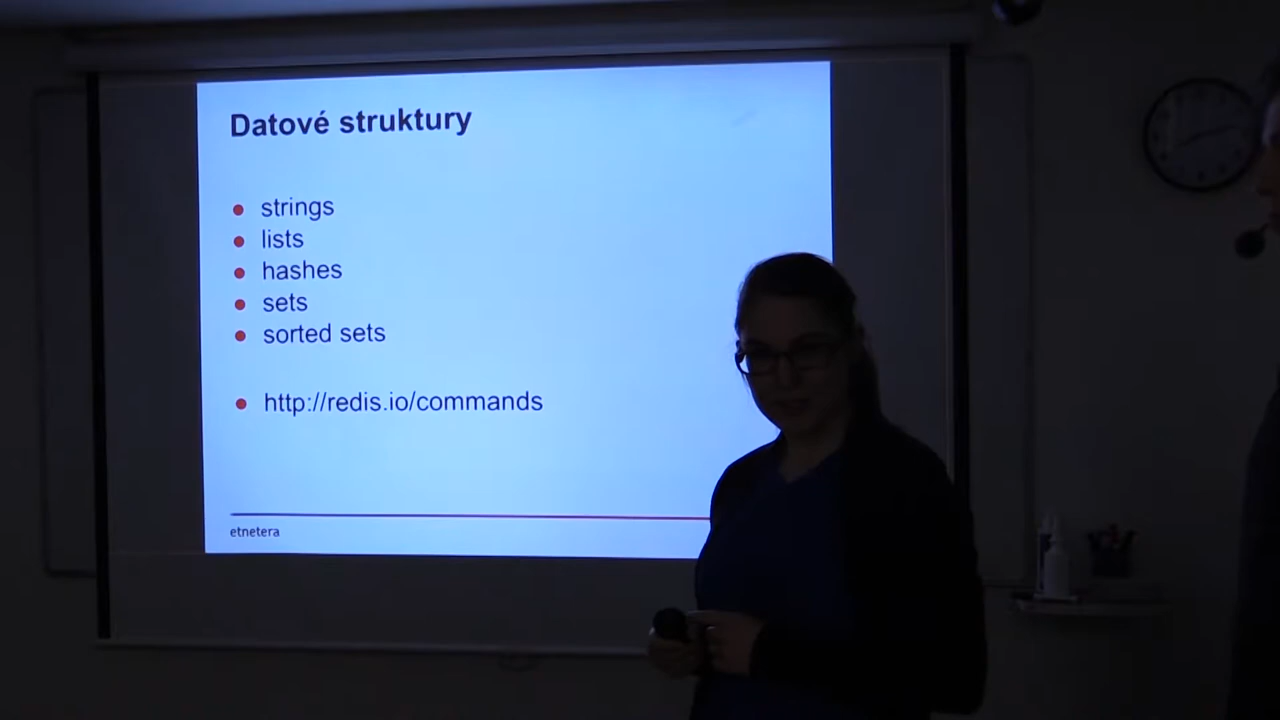 Datové struktury
strings
lists
hashes
sets
sorted sets
http://redis.io/commands
etnetera